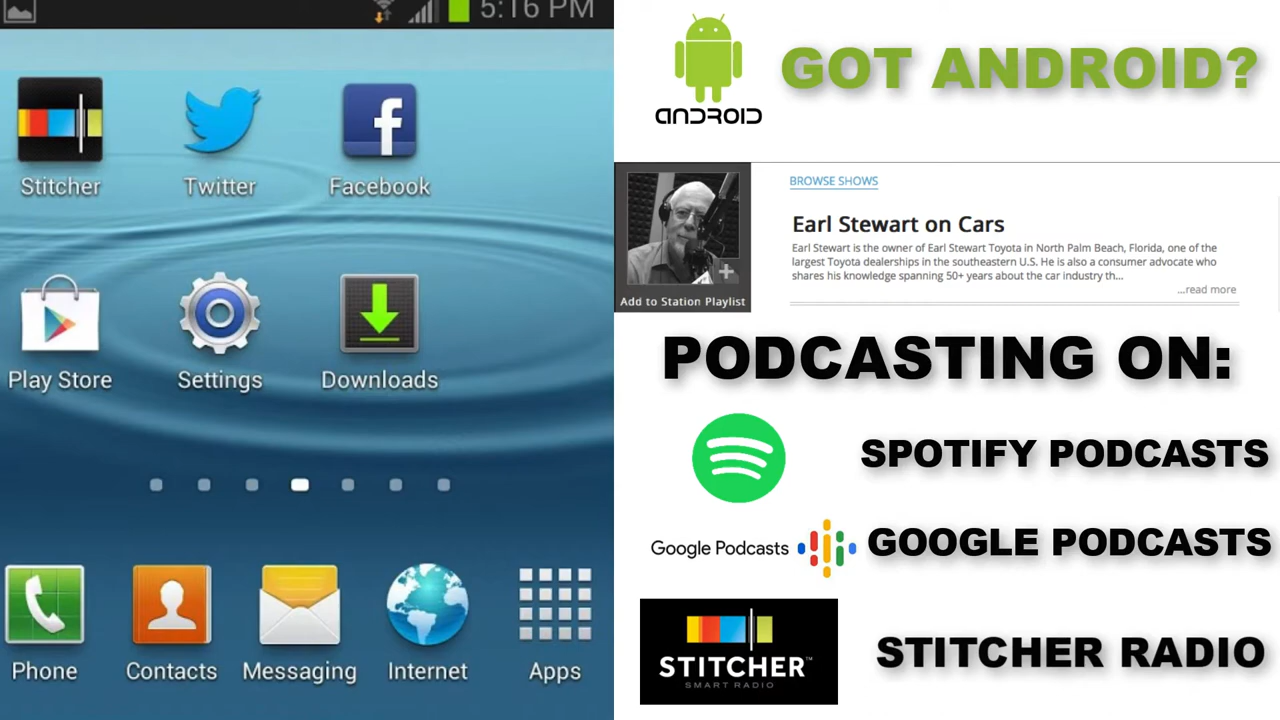 5:16 PM
Stitcher
Twitter
Facebook
Play Store
Settings
Downloads
Phone
Contacts
Messaging
Internet
Apps
GOT ANDROID?
ANDROID
BROWSE SHOWS
Earl Stewart on Cars
Earl Stewart is the owner of Earl Stewart Toyota in North Palm Beach, Florida, one of the
largest Toyota dealerships in the southeastern U.S. He is also a consumer advocate who
shares his knowledge spanning 50+ years about the car industry th...
...read more
Add to Station Playlist
PODCASTING ON:
SPOTIFY PODCASTS
Google Podcasts
GOOGLE PODCASTS
STITCHER™
SMART RADIO
STITCHER RADIO